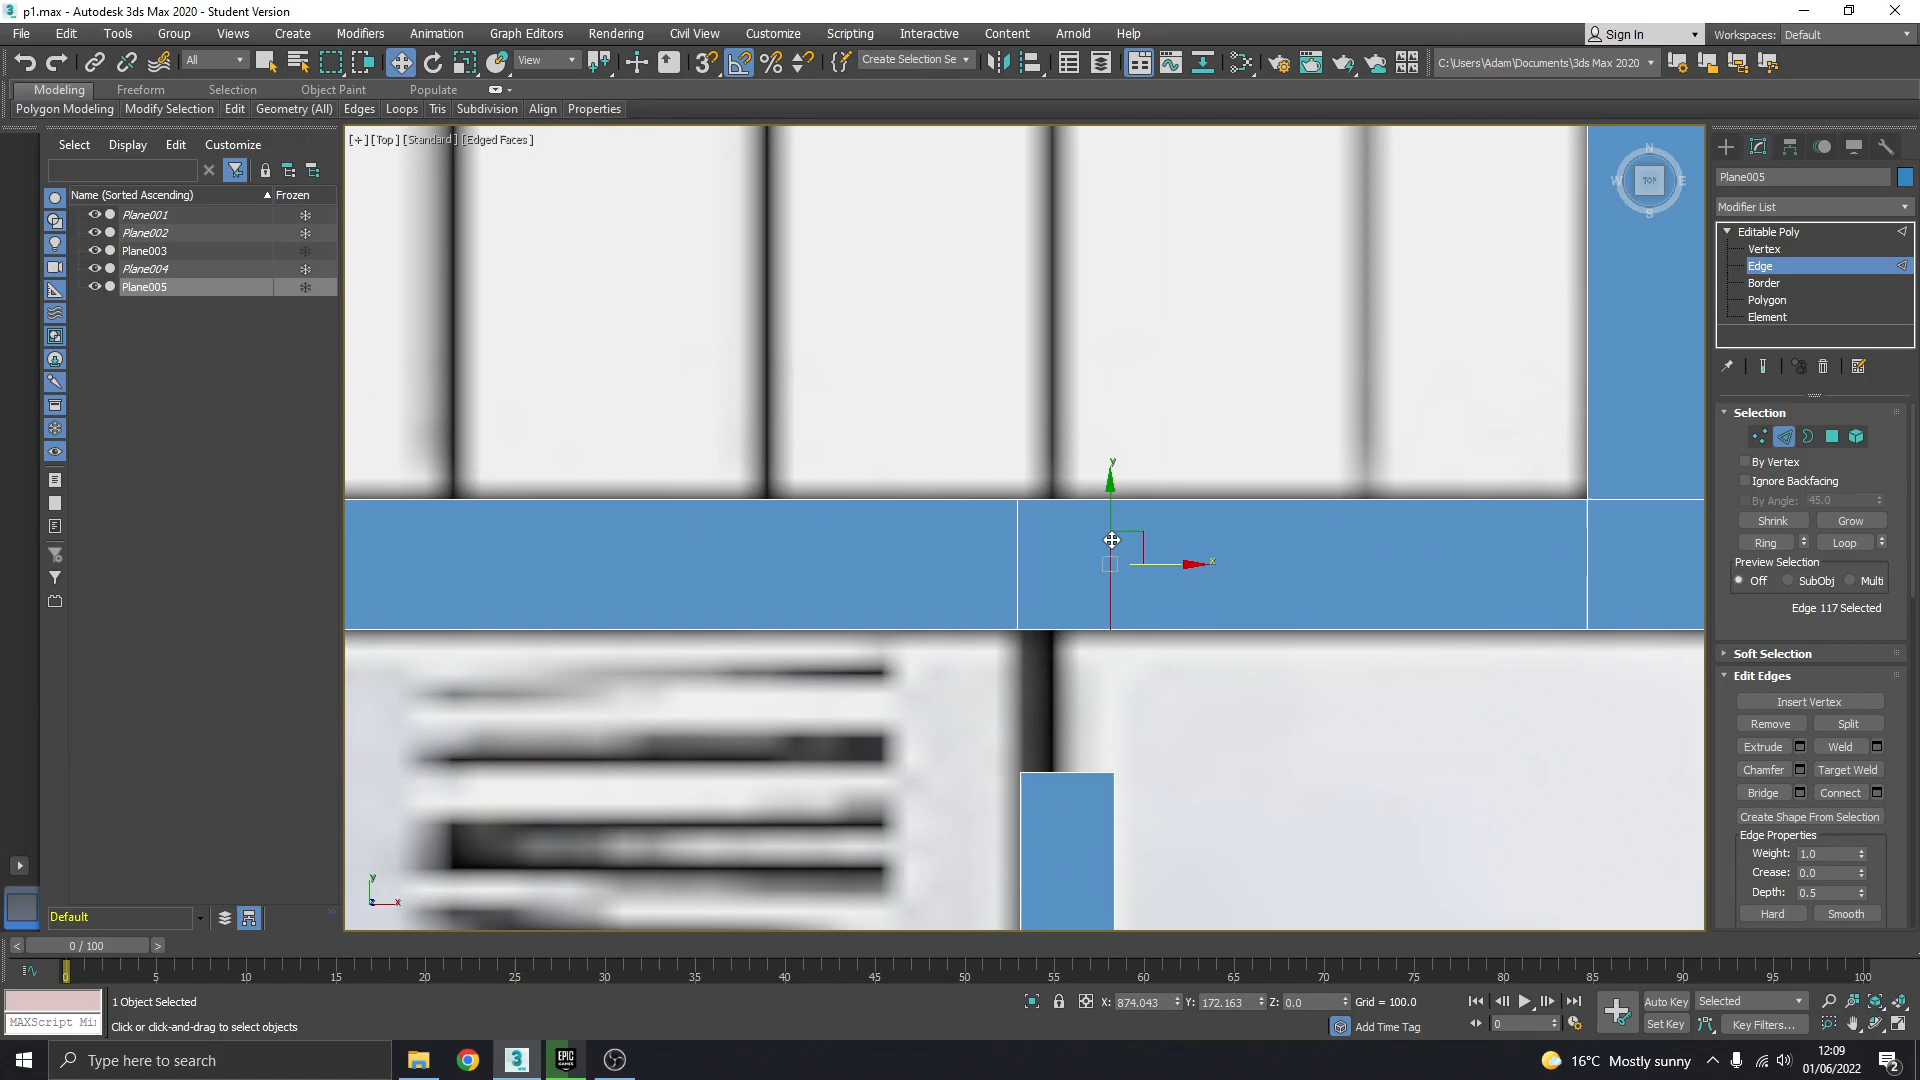 p1.max - Autodesk 3ds Max 2020 - Student Version
File Edit Tools Group Views Create Modifiers Animation Graph Editors Rendering Civil View Customize Scripting Interactive Content Arnold Help
Sign In Workspaces: Default
All View Create Selection Se C:\Users\Adam\Documents\3ds Max 2020
Modeling Freeform Selection Object Paint Populate
Polygon Modeling Modify Selection Edit Geometry (All) Edges Loops Tris Subdivision Align Properties
Select Display Edit Customize
Name (Sorted Ascending) Frozen
Plane001
Plane002
Plane003
Plane004
Plane005
[+] [Top] [Standard] [Edged Faces]
N
W TOP E
S
y
x
y
z x
Plane005
Modifier List
Editable Poly
Vertex
Edge
Border
Polygon
Element
Selection
By Vertex
Ignore Backfacing
By Angle: 45.0
Shrink Grow
Ring Loop
Preview Selection
Off SubObj Multi
Edge 117 Selected
Soft Selection
Edit Edges
Insert Vertex
Remove Split
Extrude Weld
Chamfer Target Weld
Bridge Connect
Create Shape From Selection
Edge Properties
Weight: 1.0
Crease: 0.0
Depth: 0.5
Hard Smooth
Default
< 0 / 100 >
0 5 10 15 20 25 30 35 40 45 50 55 60 65 70 75 80 85 90 95 100
1 Object Selected
X: 874.043 Y: 172.163 Z: 0.0 Grid = 100.0
Auto Key Selected
MAXScript Mi
Click or click-and-drag to select objects
Add Time Tag
0
Set Key Key Filters...
Type here to search
16°C Mostly sunny
12:09
01/06/2022
2